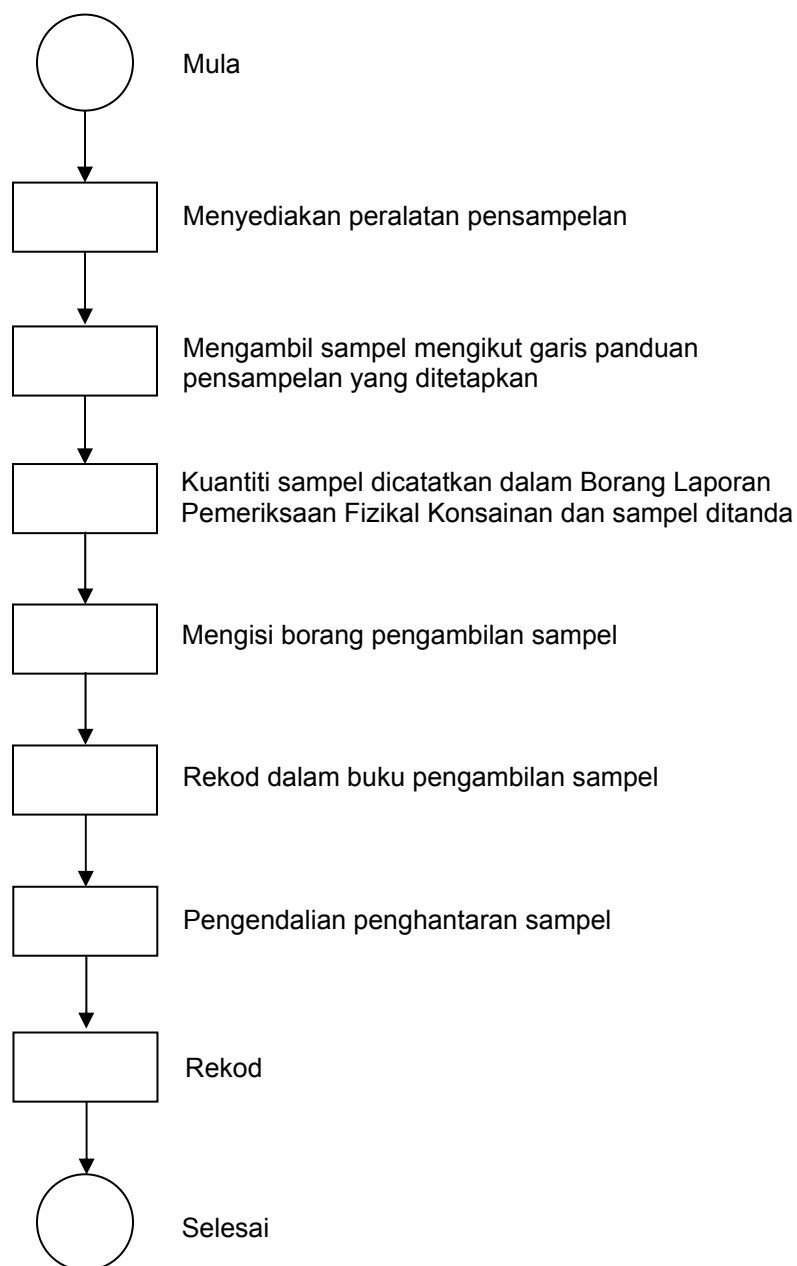 Mula
Menyediakan peralatan pensampelan
Mengambil sampel mengikut garis panduan
pensampelan yang ditetapkan
Kuantiti sampel dicatatkan dalam Borang Laporan
Pemeriksaan Fizikal Konsainan dan sampel ditanda
Mengisi borang pengambilan sampel
Rekod dalam buku pengambilan sampel
Pengendalian penghantaran sampel
Rekod
Selesai